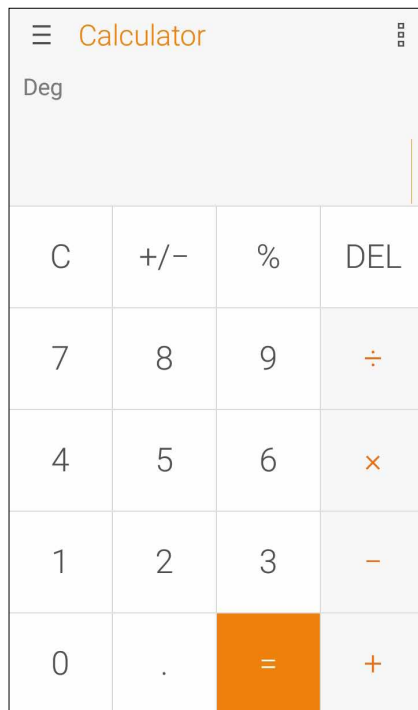 Calculator
Deg
C +/− % DEL
7 8 9 ÷
4 5 6 ×
1 2 3 −
0 . = +